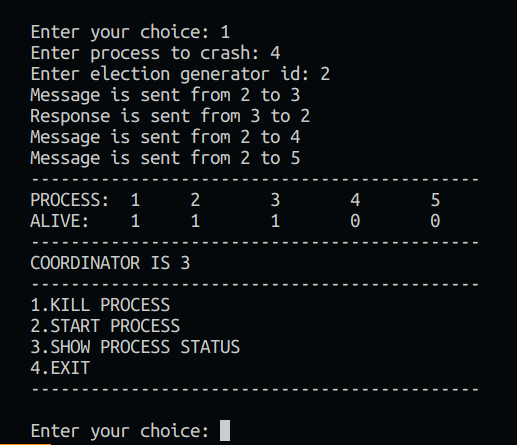 Enter your choice: 1
Enter process to crash: 4
Enter election generator id: 2
Message is sent from 2 to 3
Response is sent from 3 to 2
Message is sent from 2 to 4
Message is sent from 2 to 5
---------------------------------------------
PROCESS:  1     2       3       4       5
ALIVE:    1     1       1       0       0
---------------------------------------------
COORDINATOR IS 3
---------------------------------------------
1.KILL PROCESS
2.START PROCESS
3.SHOW PROCESS STATUS
4.EXIT
---------------------------------------------
Enter your choice: